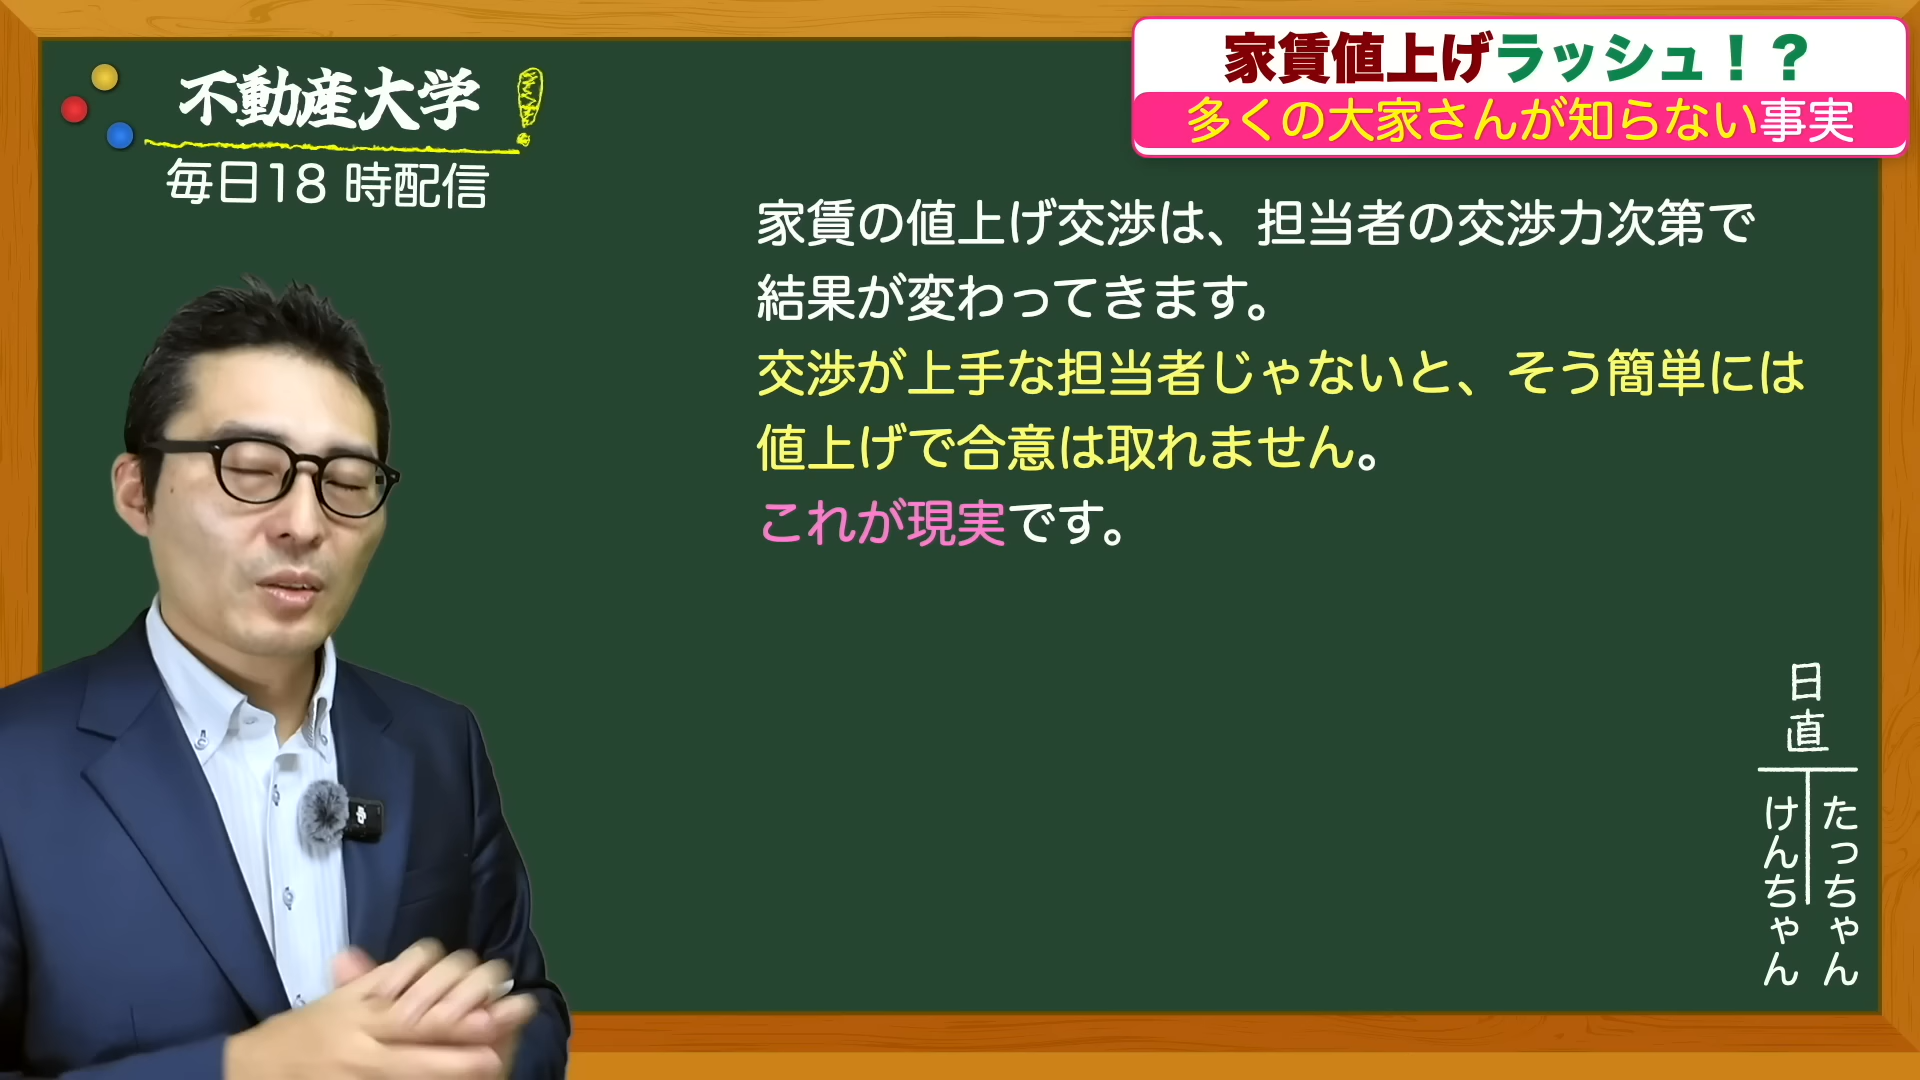 不動産大学!
毎日18時配信
家賃値上げラッシュ！？
多くの大家さんが知らない事実
家賃の値上げ交渉は、担当者の交渉力次第で
結果が変わってきます。
交渉が上手な担当者じゃないと、そう簡単には
値上げで合意は取れません。
これが現実です。
日直
たっちゃん
けんちゃん